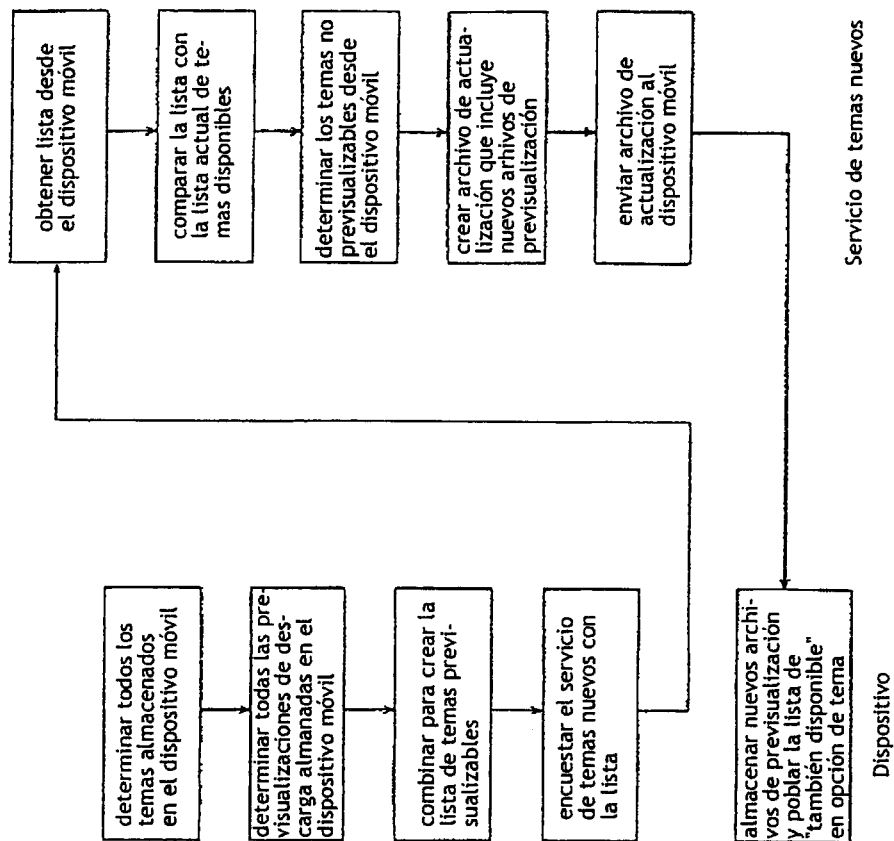 determinar todos los
temas almacenados
en el dispositivo móvil
determinar todas las pre-
visualizaciones de des-
carga almanadas en el
dispositivo móvil
combinar para crear la
lista de temas previ-
sualizables
encuestar el servicio
de temas nuevos con
la lista
almacenar nuevos archi-
vos de previsualización
y poblar la lista de
"también disponible"
en opción de tema
Dispositivo
obtener lista desde
el dispositivo móvil
comparar la lista con
la lista actual de te-
mas disponibles
determinar los temas no
previsualizables desde
el dispositivo móvil
crear archivo de actua-
lización que incluye
nuevos arhivos de
previsualización
enviar archivo de
actualización al
dispositivo móvil
Servicio de temas nuevos